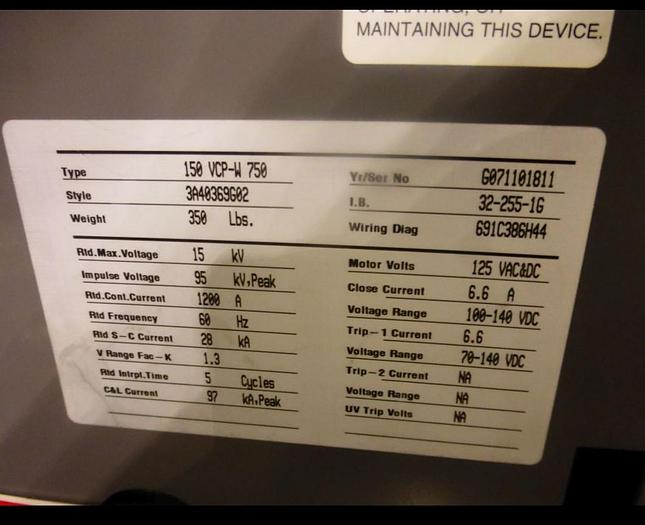 MAINTAINING THIS DEVICE.
Type 150 VCP-W 750
Style 3A40369G02
Weight 350 Lbs.
Rtd.Max.Voltage 15 kV
Impulse Voltage 95 kV,Peak
Rtd.Cont.Current 1200 A
Rtd Frequency 60 Hz
Rtd S-C Current 28 kA
V Range Fac-K 1.3
Rtd Intrpt.Time 5 Cycles
C&L Current 97 kA,Peak
Yr/Ser No G071101811
I.B. 32-255-1G
Wiring Diag 691C386H44
Motor Volts 125 VAC&DC
Close Current 6.6 A
Voltage Range 100-140 VDC
Trip-1 Current 6.6
Voltage Range 70-140 VDC
Trip-2 Current NA
Voltage Range NA
UV Trip Volts NA